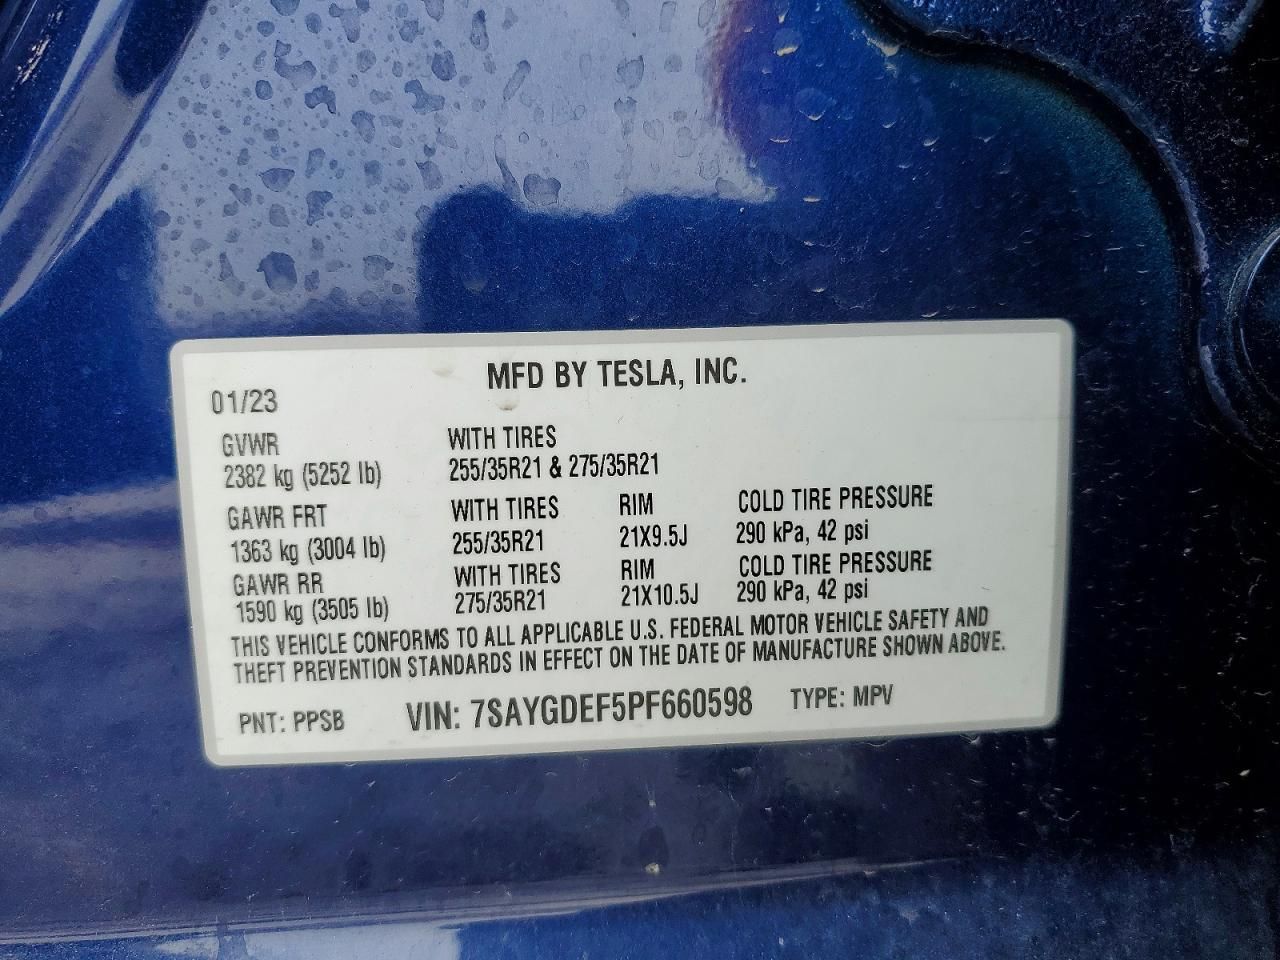 MFD BY TESLA, INC.
01/23
GVWR WITH TIRES
2382 kg (5252 lb) 255/35R21 & 275/35R21
GAWR FRT WITH TIRES RIM COLD TIRE PRESSURE
1363 kg (3004 lb) 255/35R21 21X9.5J 290 kPa, 42 psi
GAWR RR WITH TIRES RIM COLD TIRE PRESSURE
1590 kg (3505 lb) 275/35R21 21X10.5J 290 kPa, 42 psi
THIS VEHICLE CONFORMS TO ALL APPLICABLE U.S. FEDERAL MOTOR VEHICLE SAFETY AND
THEFT PREVENTION STANDARDS IN EFFECT ON THE DATE OF MANUFACTURE SHOWN ABOVE.
PNT: PPSB VIN: 7SAYGDEF5PF660598 TYPE: MPV